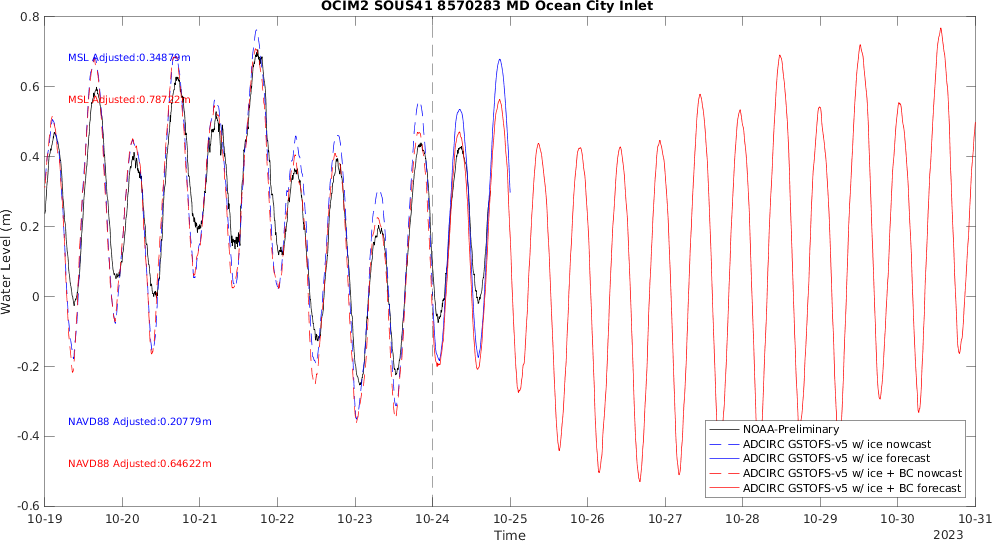 OCIM2 SOUS41 8570283 MD Ocean City Inlet
0.8
0.6
0.4
0.2
0
-0.2
-0.4
-0.6
Water Level (m)
MSL Adjusted:0.34879m
MSL Adjusted:0.78722m
NAVD88 Adjusted:0.20779m
NAVD88 Adjusted:0.64622m
NOAA-Preliminary
ADCIRC GSTOFS-v5 w/ ice nowcast
ADCIRC GSTOFS-v5 w/ ice forecast
ADCIRC GSTOFS-v5 w/ ice + BC nowcast
ADCIRC GSTOFS-v5 w/ ice + BC forecast
10-19 10-20 10-21 10-22 10-23 10-24 10-25 10-26 10-27 10-28 10-29 10-30 10-31
Time
2023